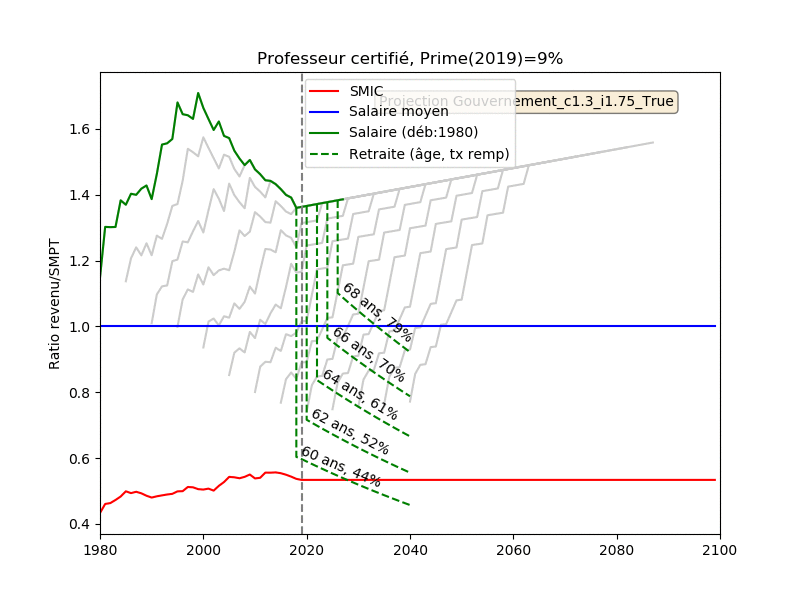 Professeur certifié, Prime(2019)=9%
Projection Gouvernement_c1.3_i1.75_True
SMIC
Salaire moyen
Salaire (déb:1980)
Retraite (âge, tx remp)
Ratio revenu/SMPT
1.6
1.4
1.2
1.0
0.8
0.6
0.4
68 ans, 79%
66 ans, 70%
64 ans, 61%
62 ans, 52%
60 ans, 44%
1980
2000
2020
2040
2060
2080
2100